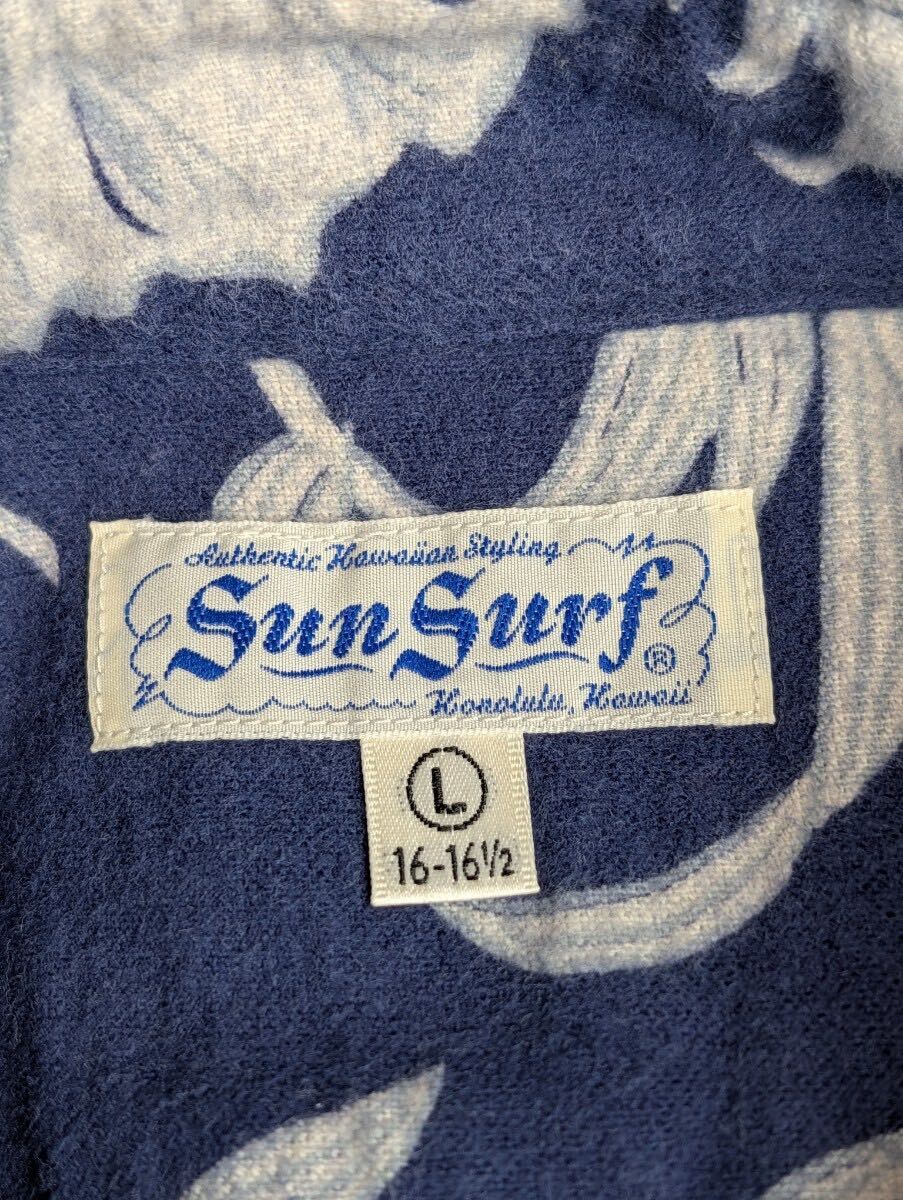 Authentic Hawaiian Styling
Sun Surf ®
Honolulu, Hawaii
L
16-16½